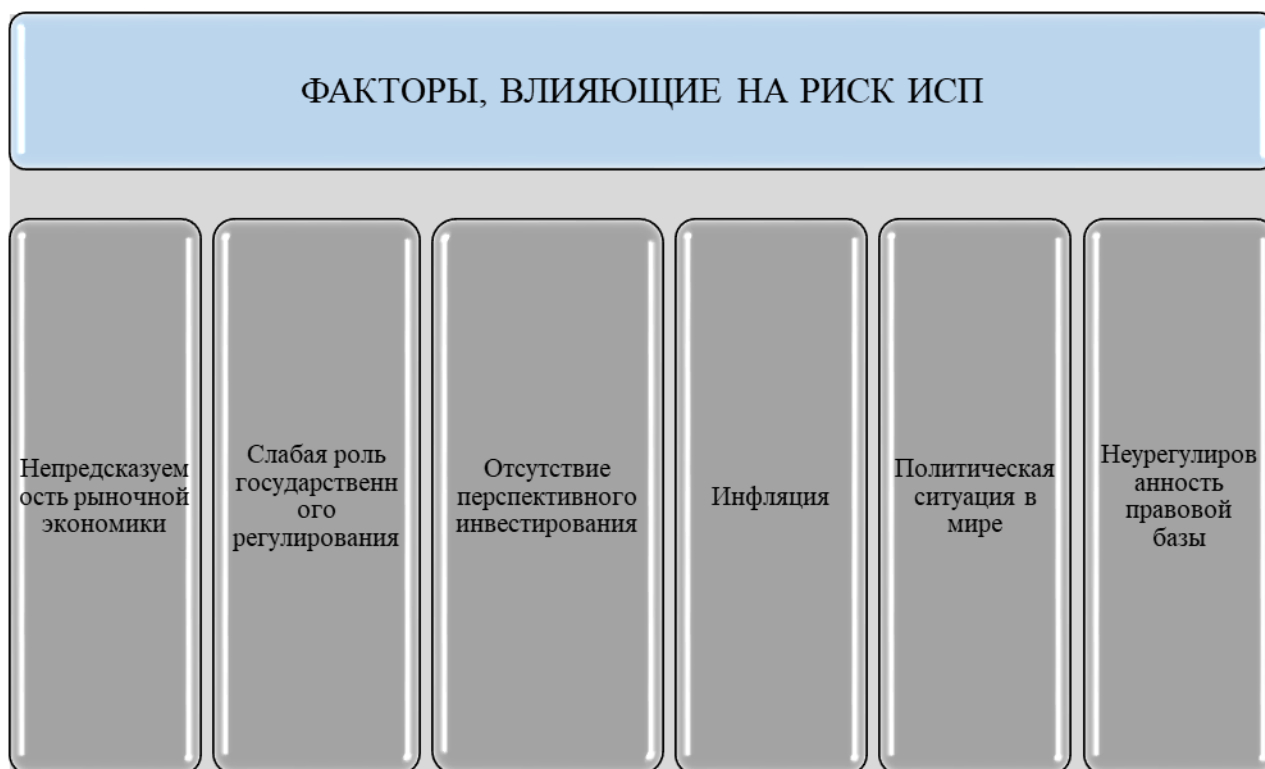 ФАКТОРЫ, ВЛИЯЮЩИЕ НА РИСК ИСП
Непредсказуем
ость рыночной
экономики
Слабая роль
государственн
ого
регулирования
Отсутствие
перспективного
инвестирования
Инфляция
Политическая
ситуация в
мире
Неурегулиров
анность
правовой
базы